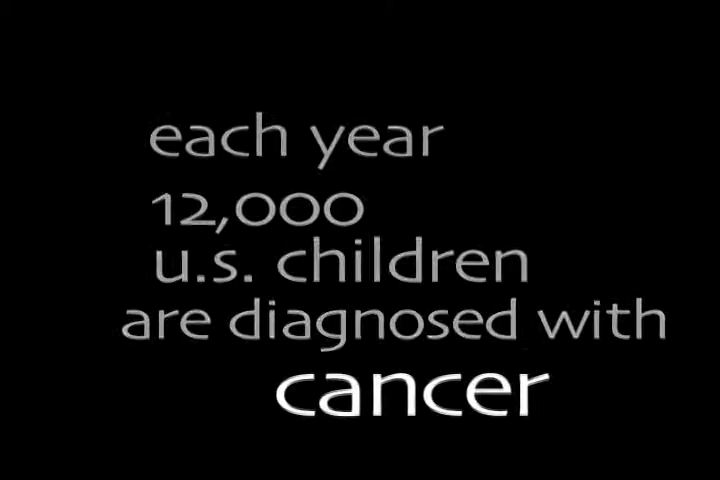 each year
12,000
u.s. children
are diagnosed with
cancer